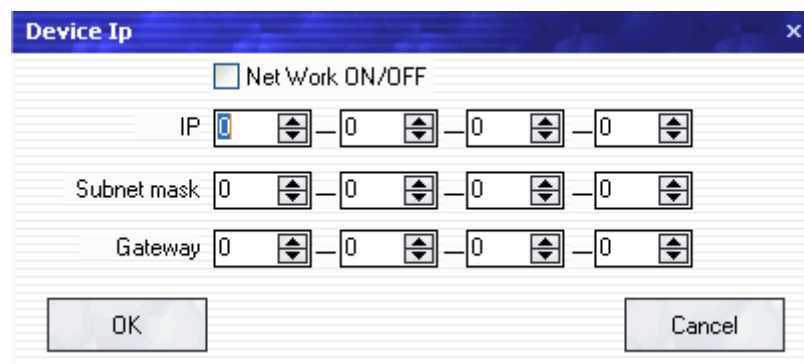 Device Ip x
Net Work ON/OFF
IP 0 — 0 — 0 — 0
Subnet mask 0 — 0 — 0 — 0
Gateway 0 — 0 — 0 — 0
OK Cancel